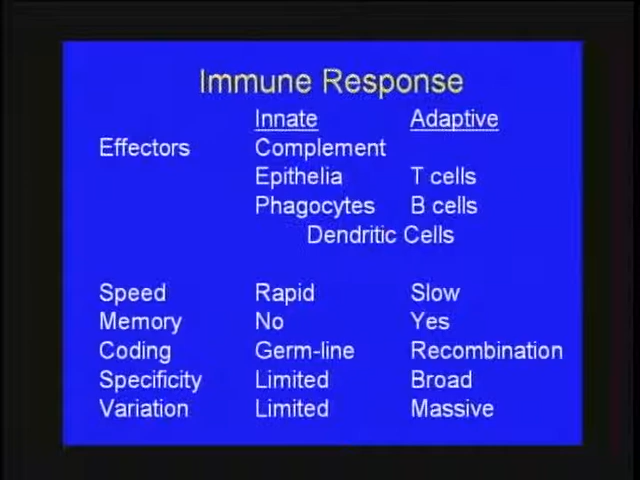 Immune Response
Innate Adaptive
Effectors Complement
Epithelia T cells
Phagocytes B cells
Dendritic Cells
Speed Rapid Slow
Memory No Yes
Coding Germ-line Recombination
Specificity Limited Broad
Variation Limited Massive